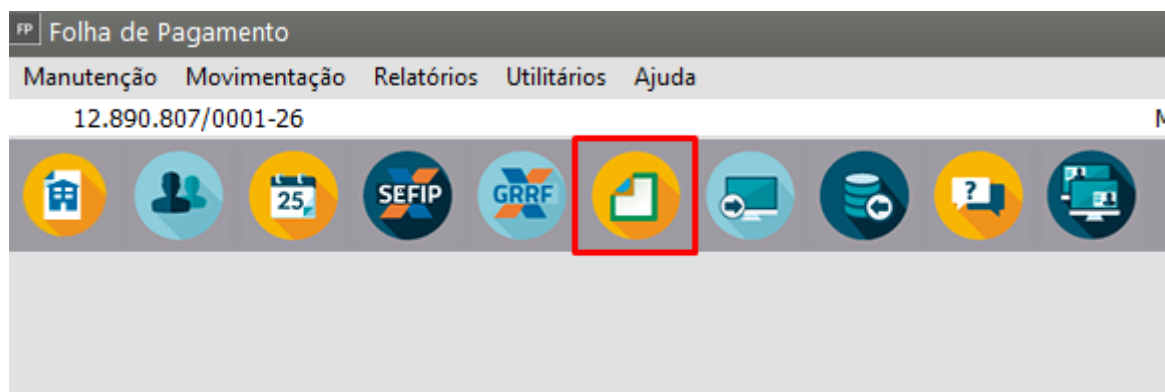 FP Folha de Pagamento
Manutenção Movimentação Relatórios Utilitários Ajuda
12.890.807/0001-26 M
25 SEFIP GRRF ?